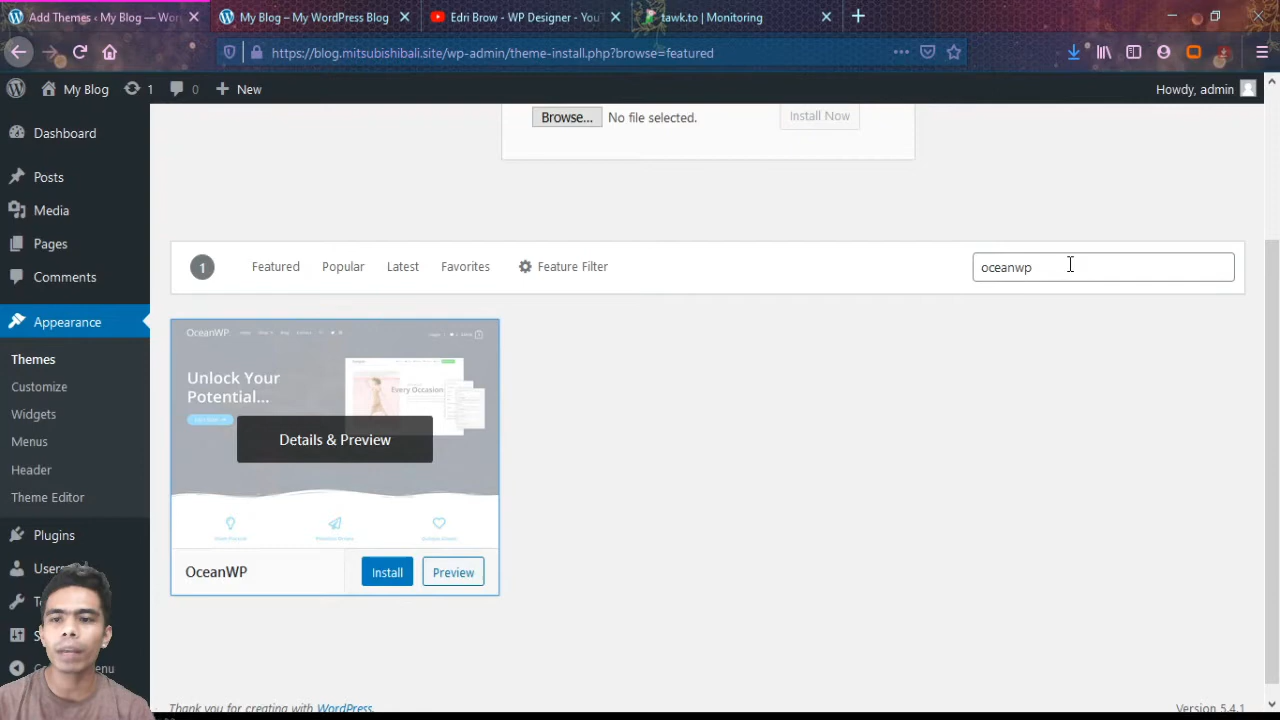 Add Themes ‹ My Blog — Wor
My Blog – My WordPress Blog
Edri Brow - WP Designer - You
tawk.to | Monitoring
https://blog.mitsubishibali.site/wp-admin/theme-install.php?browse=featured
My Blog
1
0
New
Howdy, admin
Dashboard
Posts
Media
Pages
Comments
Appearance
Themes
Customize
Widgets
Menus
Header
Theme Editor
Plugins
Browse... No file selected.
Install Now
1
Featured
Popular
Latest
Favorites
Feature Filter
oceanwp
OceanWP
Unlock Your
Potential...
Every Occasion
Details & Preview
OceanWP
Install
Preview
Thank you for creating with WordPress.
Version 5.4.1